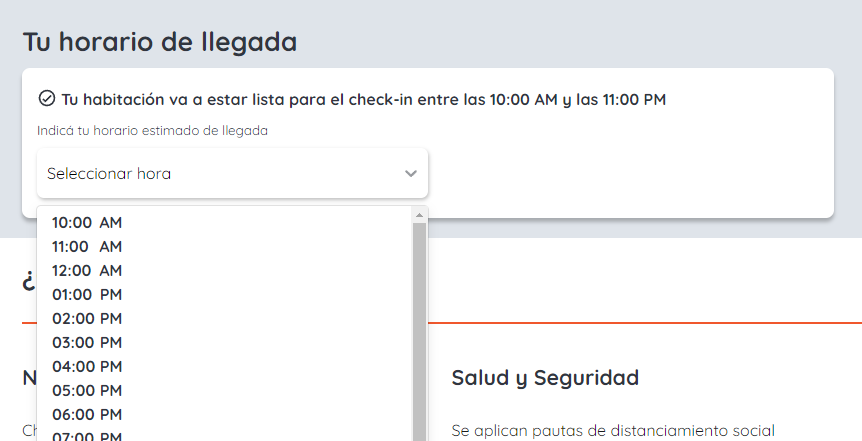 Tu horario de llegada
Tu habitación va a estar lista para el check-in entre las 10:00 AM y las 11:00 PM
Indicá tu horario estimado de llegada
Seleccionar hora
10:00 AM
11:00 AM
12:00 AM
01:00 PM
02:00 PM
03:00 PM
04:00 PM
05:00 PM
06:00 PM
07:00 PM
¿
N
Ch
Salud y Seguridad
Se aplican pautas de distanciamiento social